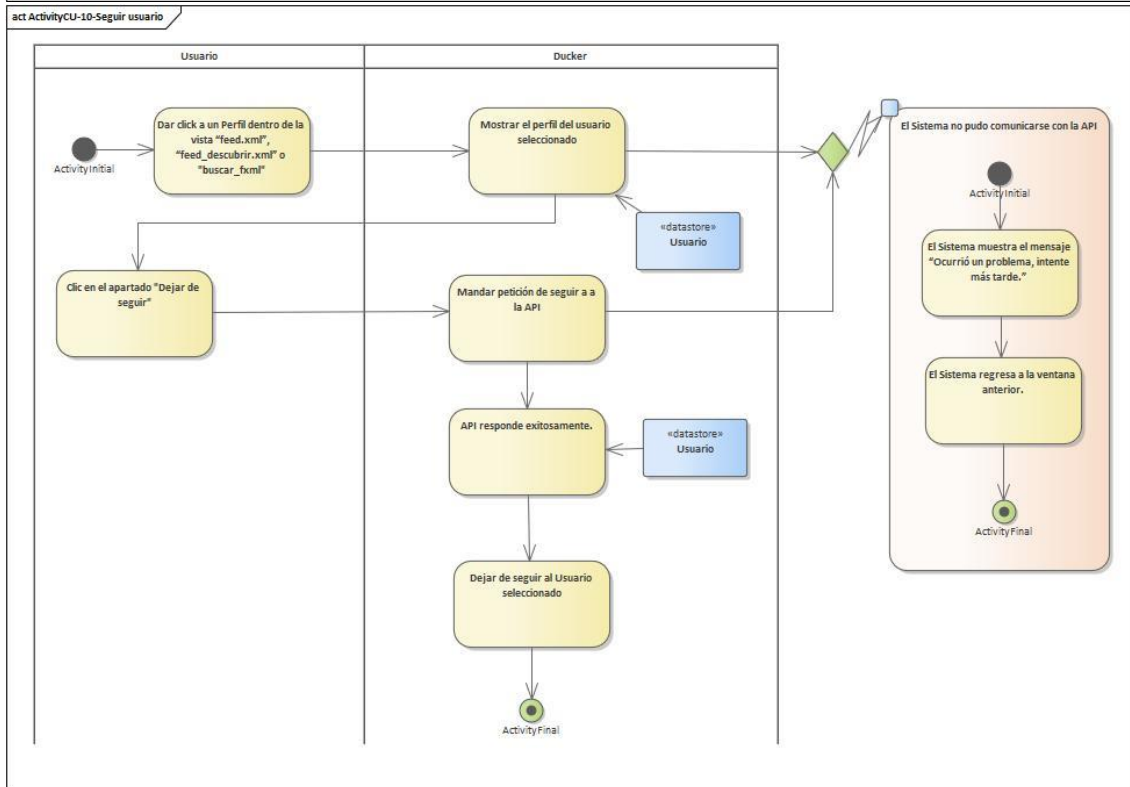 act ActivityCU-10-Seguir usuario
Usuario
Ducker
Dar click a un Perfil dentro de la
vista “feed.xml”,
“feed_descubrir.xml” o
"buscar_fxml"
ActivityInitial
Mostrar el perfil del usuario
seleccionado
«datastore»
Usuario
Clic en el apartado "Dejar de
seguir"
Mandar petición de seguir a a
la API
API responde exitosamente.
«datastore»
Usuario
Dejar de seguir al Usuario
seleccionado
ActivityFinal
El Sistema no pudo comunicarse con la API
ActivityInitial
El Sistema muestra el mensaje
“Ocurrió un problema, intente
más tarde.”
El Sistema regresa a la ventana
anterior.
ActivityFinal